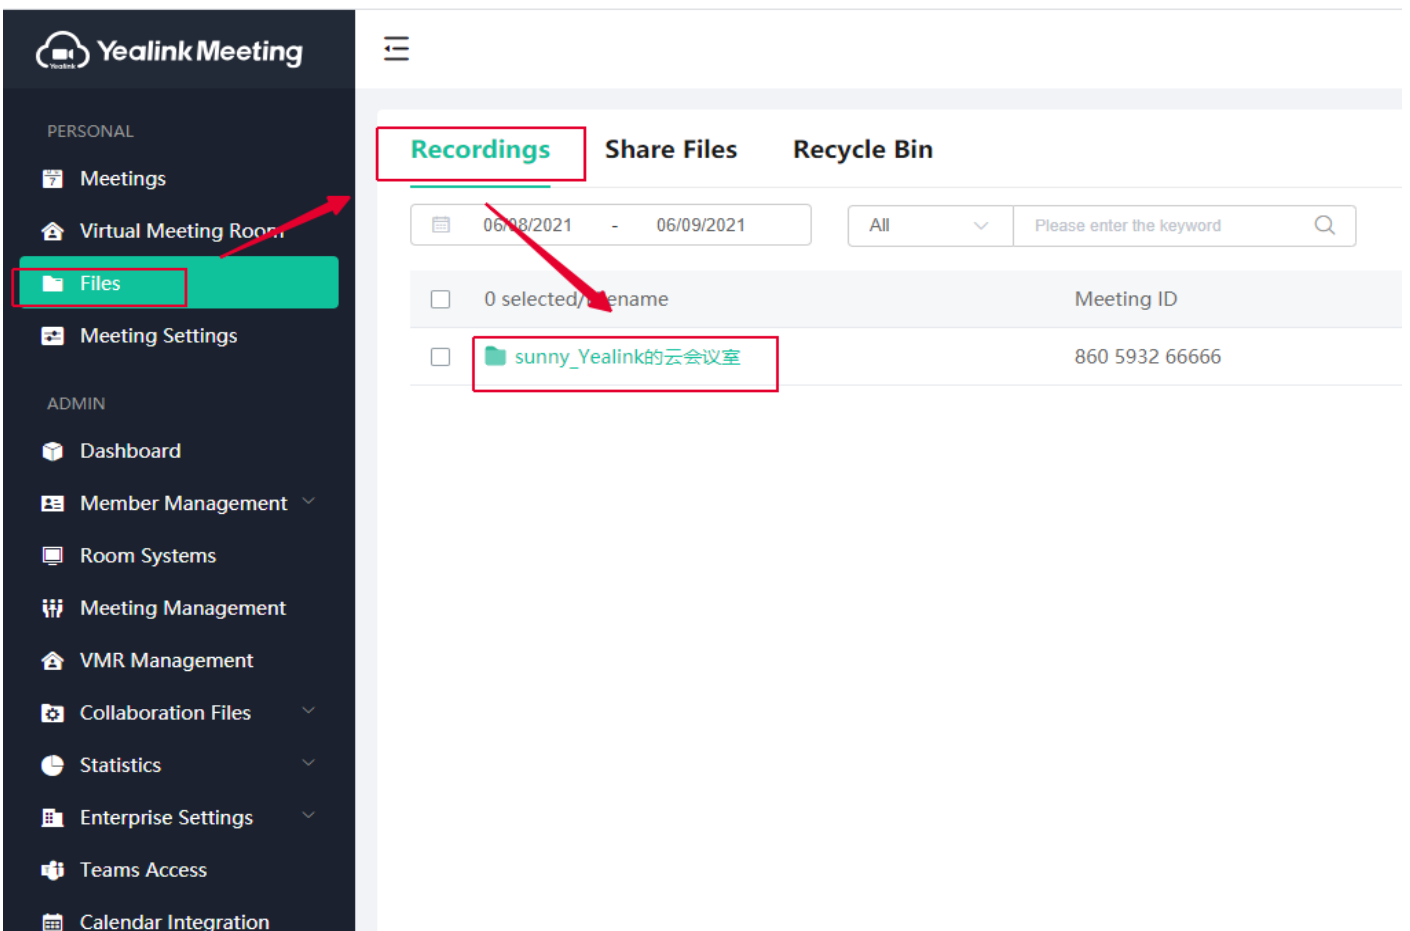 Yealink Meeting
PERSONAL
Meetings
Virtual Meeting Room
Files
Meeting Settings
ADMIN
Dashboard
Member Management
Room Systems
Meeting Management
VMR Management
Collaboration Files
Statistics
Enterprise Settings
Teams Access
Calendar Integration
Recordings Share Files Recycle Bin
06/08/2021 - 06/09/2021 All Please enter the keyword
0 selected/filename Meeting ID
sunny_Yealink的云会议室 860 5932 66666